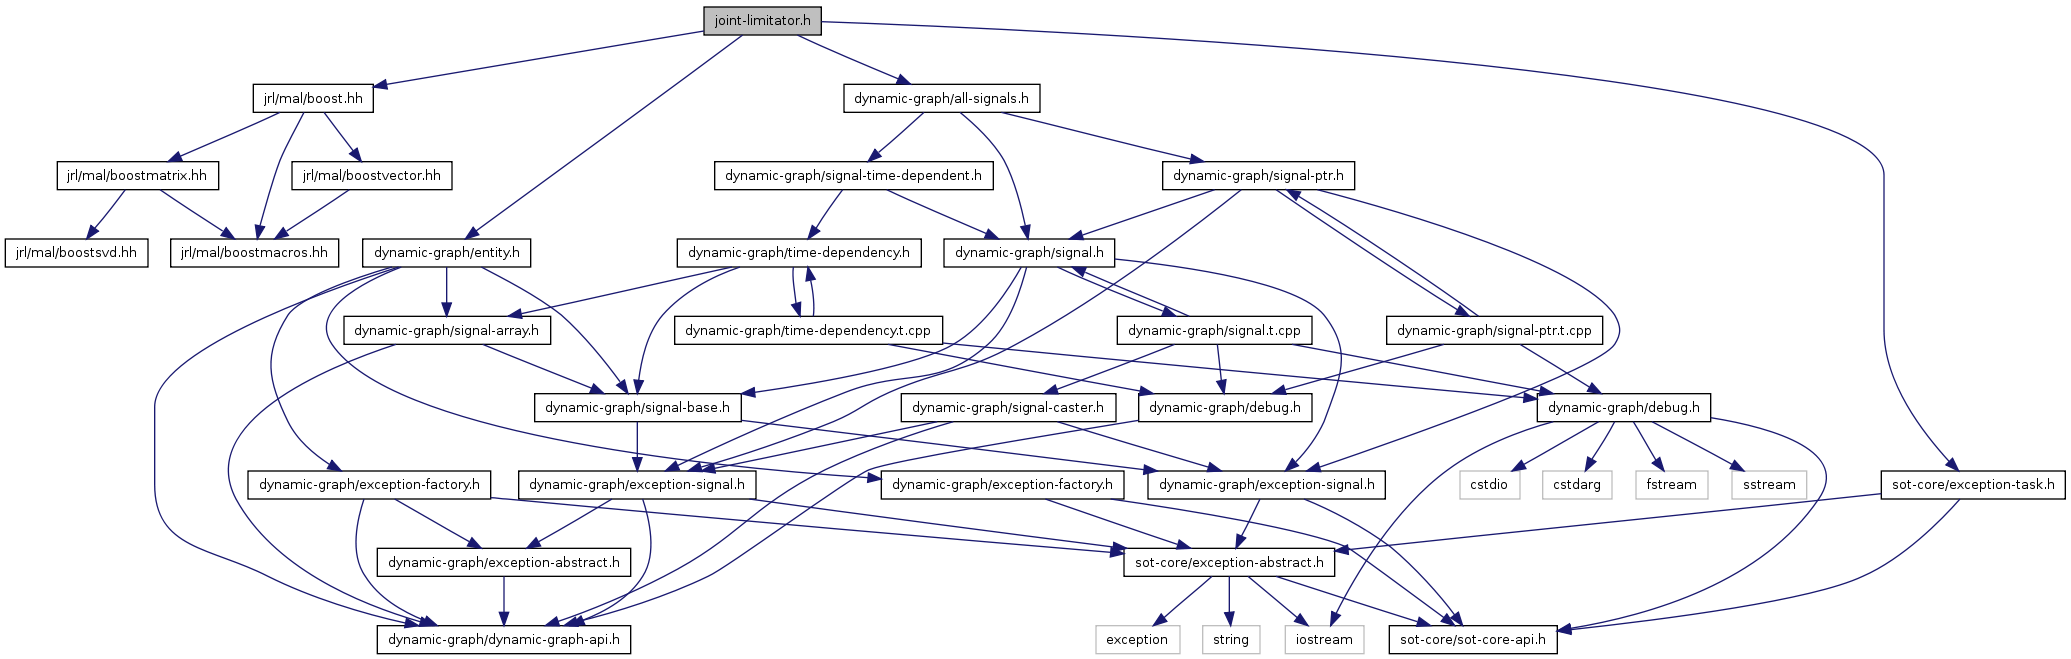 joint-limitator.h
jrl/mal/boost.hh
dynamic-graph/all-signals.h
jrl/mal/boostmatrix.hh
jrl/mal/boostvector.hh
dynamic-graph/signal-time-dependent.h
dynamic-graph/signal-ptr.h
jrl/mal/boostsvd.hh
jrl/mal/boostmacros.hh
dynamic-graph/entity.h
dynamic-graph/time-dependency.h
dynamic-graph/signal.h
dynamic-graph/signal-array.h
dynamic-graph/time-dependency.t.cpp
dynamic-graph/signal.t.cpp
dynamic-graph/signal-ptr.t.cpp
dynamic-graph/signal-base.h
dynamic-graph/signal-caster.h
dynamic-graph/debug.h
dynamic-graph/debug.h
dynamic-graph/exception-factory.h
dynamic-graph/exception-signal.h
dynamic-graph/exception-factory.h
dynamic-graph/exception-signal.h
cstdio
cstdarg
fstream
sstream
sot-core/exception-task.h
dynamic-graph/exception-abstract.h
sot-core/exception-abstract.h
dynamic-graph/dynamic-graph-api.h
exception
string
iostream
sot-core/sot-core-api.h